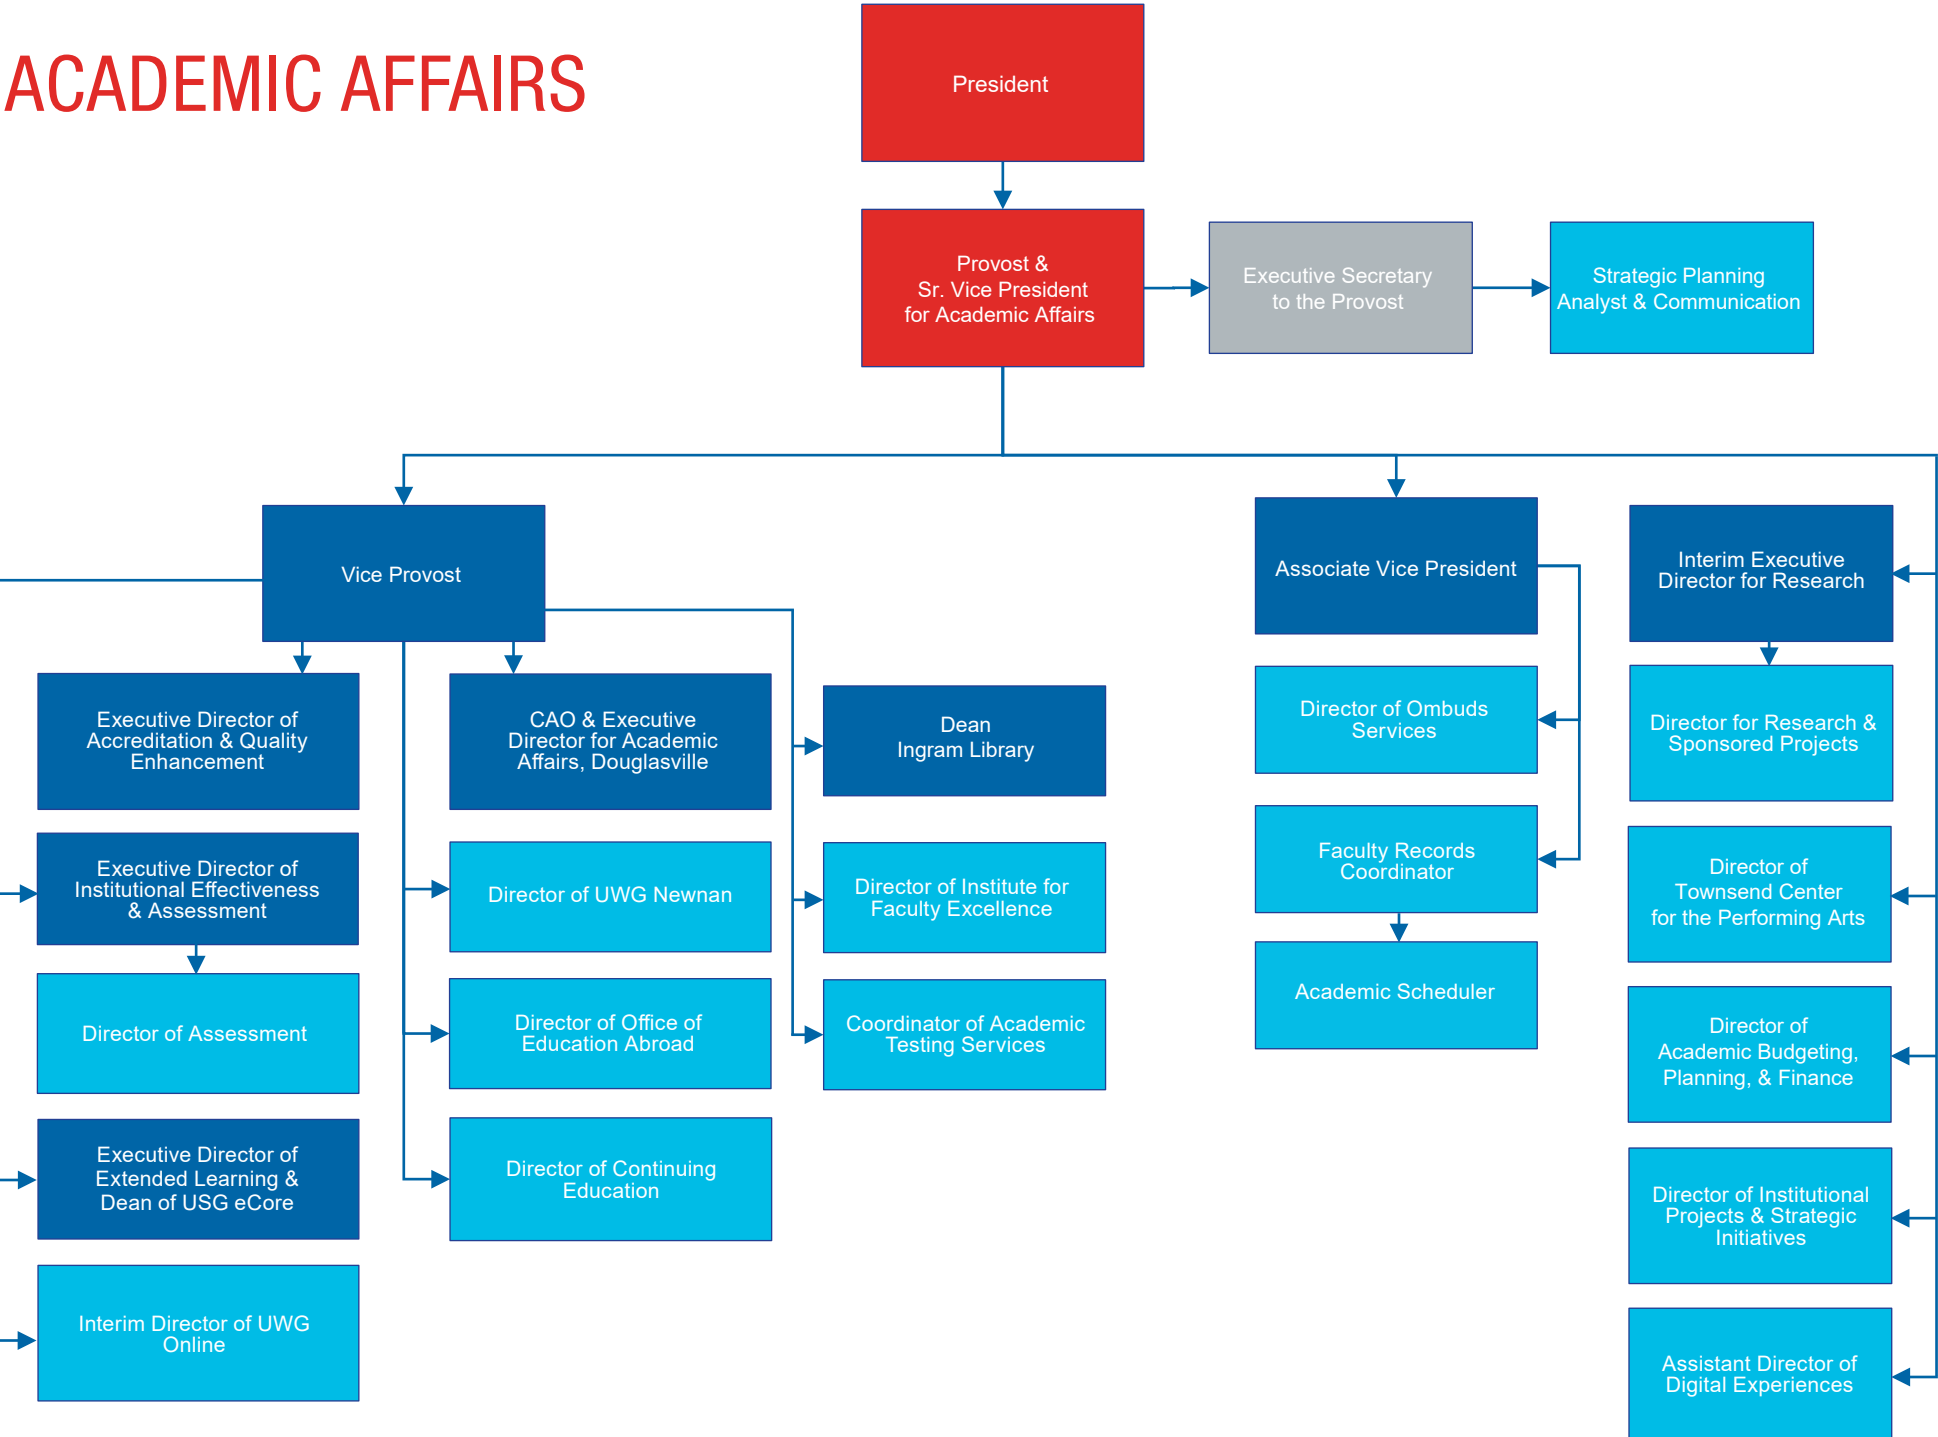 ACADEMIC AFFAIRS
President
Provost &
Sr. Vice President
for Academic Affairs
Executive Secretary
to the Provost
Strategic Planning
Analyst & Communication
Vice Provost
Associate Vice President
Interim Executive
Director for Research
Executive Director of
Accreditation & Quality
Enhancement
CAO & Executive
Director for Academic
Affairs, Douglasville
Dean
Ingram Library
Director of Ombuds
Services
Director for Research &
Sponsored Projects
Executive Director of
Institutional Effectiveness
& Assessment
Director of UWG Newnan
Director of Institute for
Faculty Excellence
Faculty Records
Coordinator
Director of
Townsend Center
for the Performing Arts
Director of Assessment
Director of Office of
Education Abroad
Coordinator of Academic
Testing Services
Academic Scheduler
Director of
Academic Budgeting,
Planning, & Finance
Executive Director of
Extended Learning &
Dean of USG eCore
Director of Continuing
Education
Director of Institutional
Projects & Strategic
Initiatives
Interim Director of UWG
Online
Assistant Director of
Digital Experiences